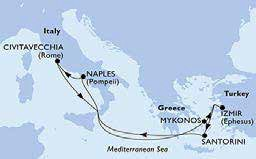 Italy
CIVITAVECCHIA
(Rome)
NAPLES
(Pompeii)
Greece
MYKONOS
Turkey
IZMIR
(Ephesus)
SANTORINI
Mediterranean Sea